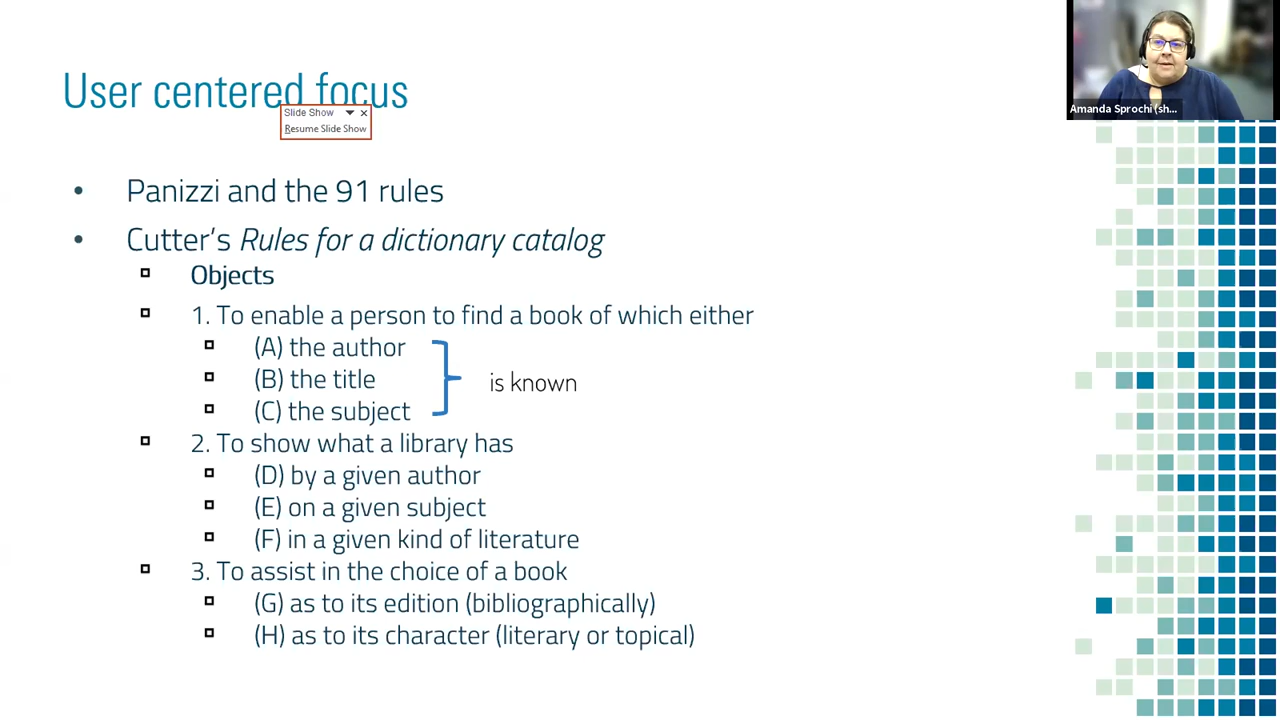 User centered focus
Slide Show
Resume Slide Show
Amanda Sprochi (sh...
• Panizzi and the 91 rules
• Cutter's Rules for a dictionary catalog
Objects
1. To enable a person to find a book of which either
(A) the author
(B) the title
(C) the subject
is known
2. To show what a library has
(D) by a given author
(E) on a given subject
(F) in a given kind of literature
3. To assist in the choice of a book
(G) as to its edition (bibliographically)
(H) as to its character (literary or topical)